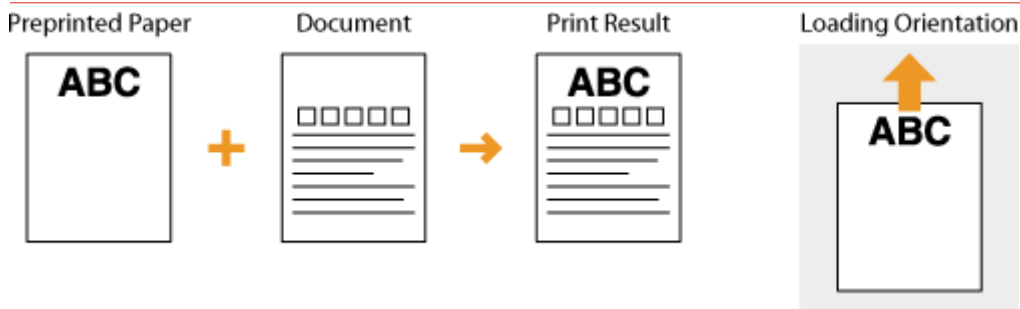 Preprinted Paper Document Print Result Loading Orientation
ABC ABC ABC